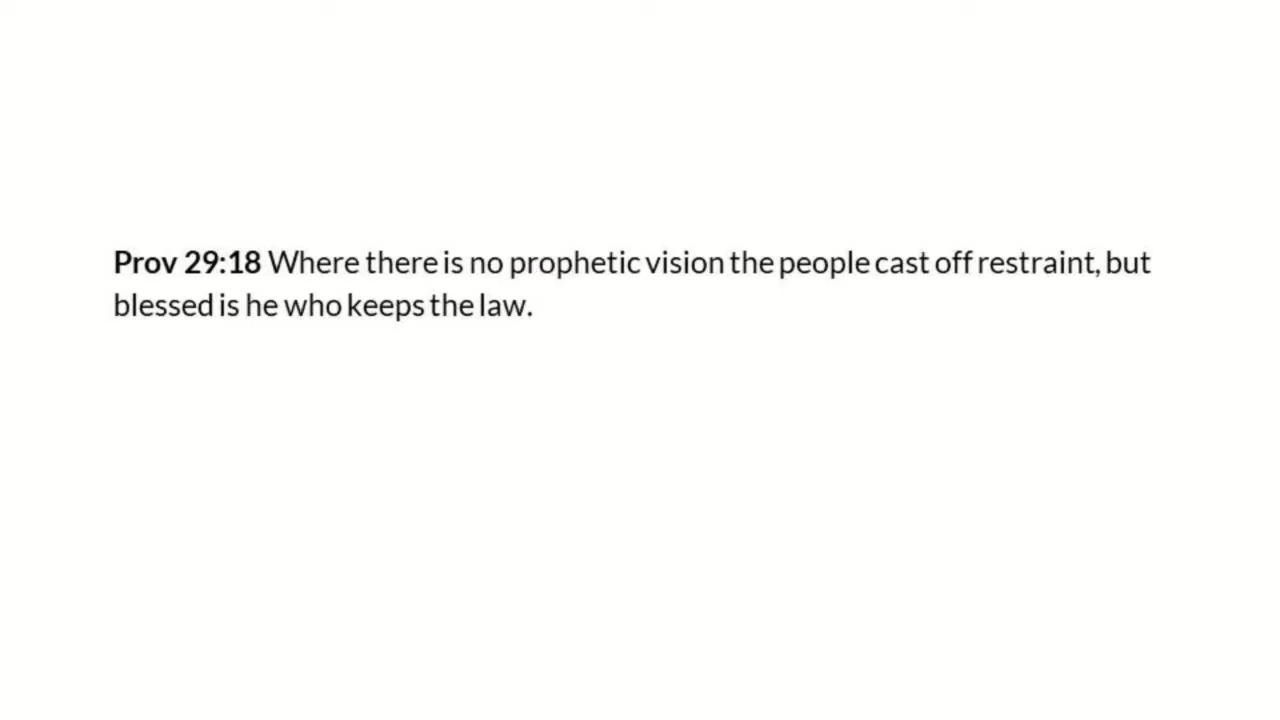 Prov 29:18 Where there is no prophetic vision the people cast off restraint, but
blessed is he who keeps the law.